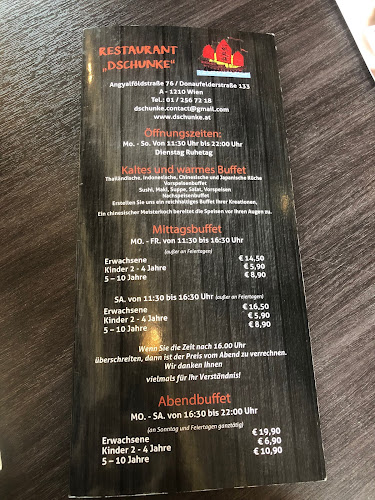 RESTAURANT
„DSCHUNKE“
Angyalföldstraße 76 / Donaufelderstraße 133
A - 1210 Wien
Tel.: 01 / 256 72 18
dschunke.contact@gmail.com
www.dschunke.at
Öffnungszeiten:
Mo. - So. Von 11:30 Uhr bis 22:00 Uhr
Dienstag Ruhetag
Kaltes und warmes Buffet
Thailändische, Indonesische, Chinesische und Japanische Küche
Vorspeisenbuffet
Sushi, Maki, Suppe, Salat, Vorspeisen
Nachspeisenbuffet
Erstellen Sie uns ein reichhaltiges Buffet Ihrer Kreationen,
Ein chinesischer Meisterkoch bereitet die Speisen vor Ihren Augen zu.
Mittagsbuffet
MO. - FR. von 11:30 bis 16:30 Uhr
(außer an Feiertagen)
Erwachsene € 14,50
Kinder 2 - 4 Jahre € 5,90
5 – 10 Jahre € 8,90
SA. von 11:30 bis 16:30 Uhr (außer an Feiertagen)
Erwachsene € 16,50
Kinder 2 - 4 Jahre € 5,90
5 – 10 Jahre € 8,90
Wenn Sie die Zeit nach 16.00 Uhr
überschreiten, dann ist der Preis vom Abend zu verrechnen.
Wir danken Ihnen
vielmals für Ihr Verständnis!
Abendbuffet
MO. - SA. von 16:30 bis 22:00 Uhr
(an Sonntag und Feiertagen ganztätig)
Erwachsene € 19,90
Kinder 2 - 4 Jahre € 6,90
5 – 10 Jahre € 10,90